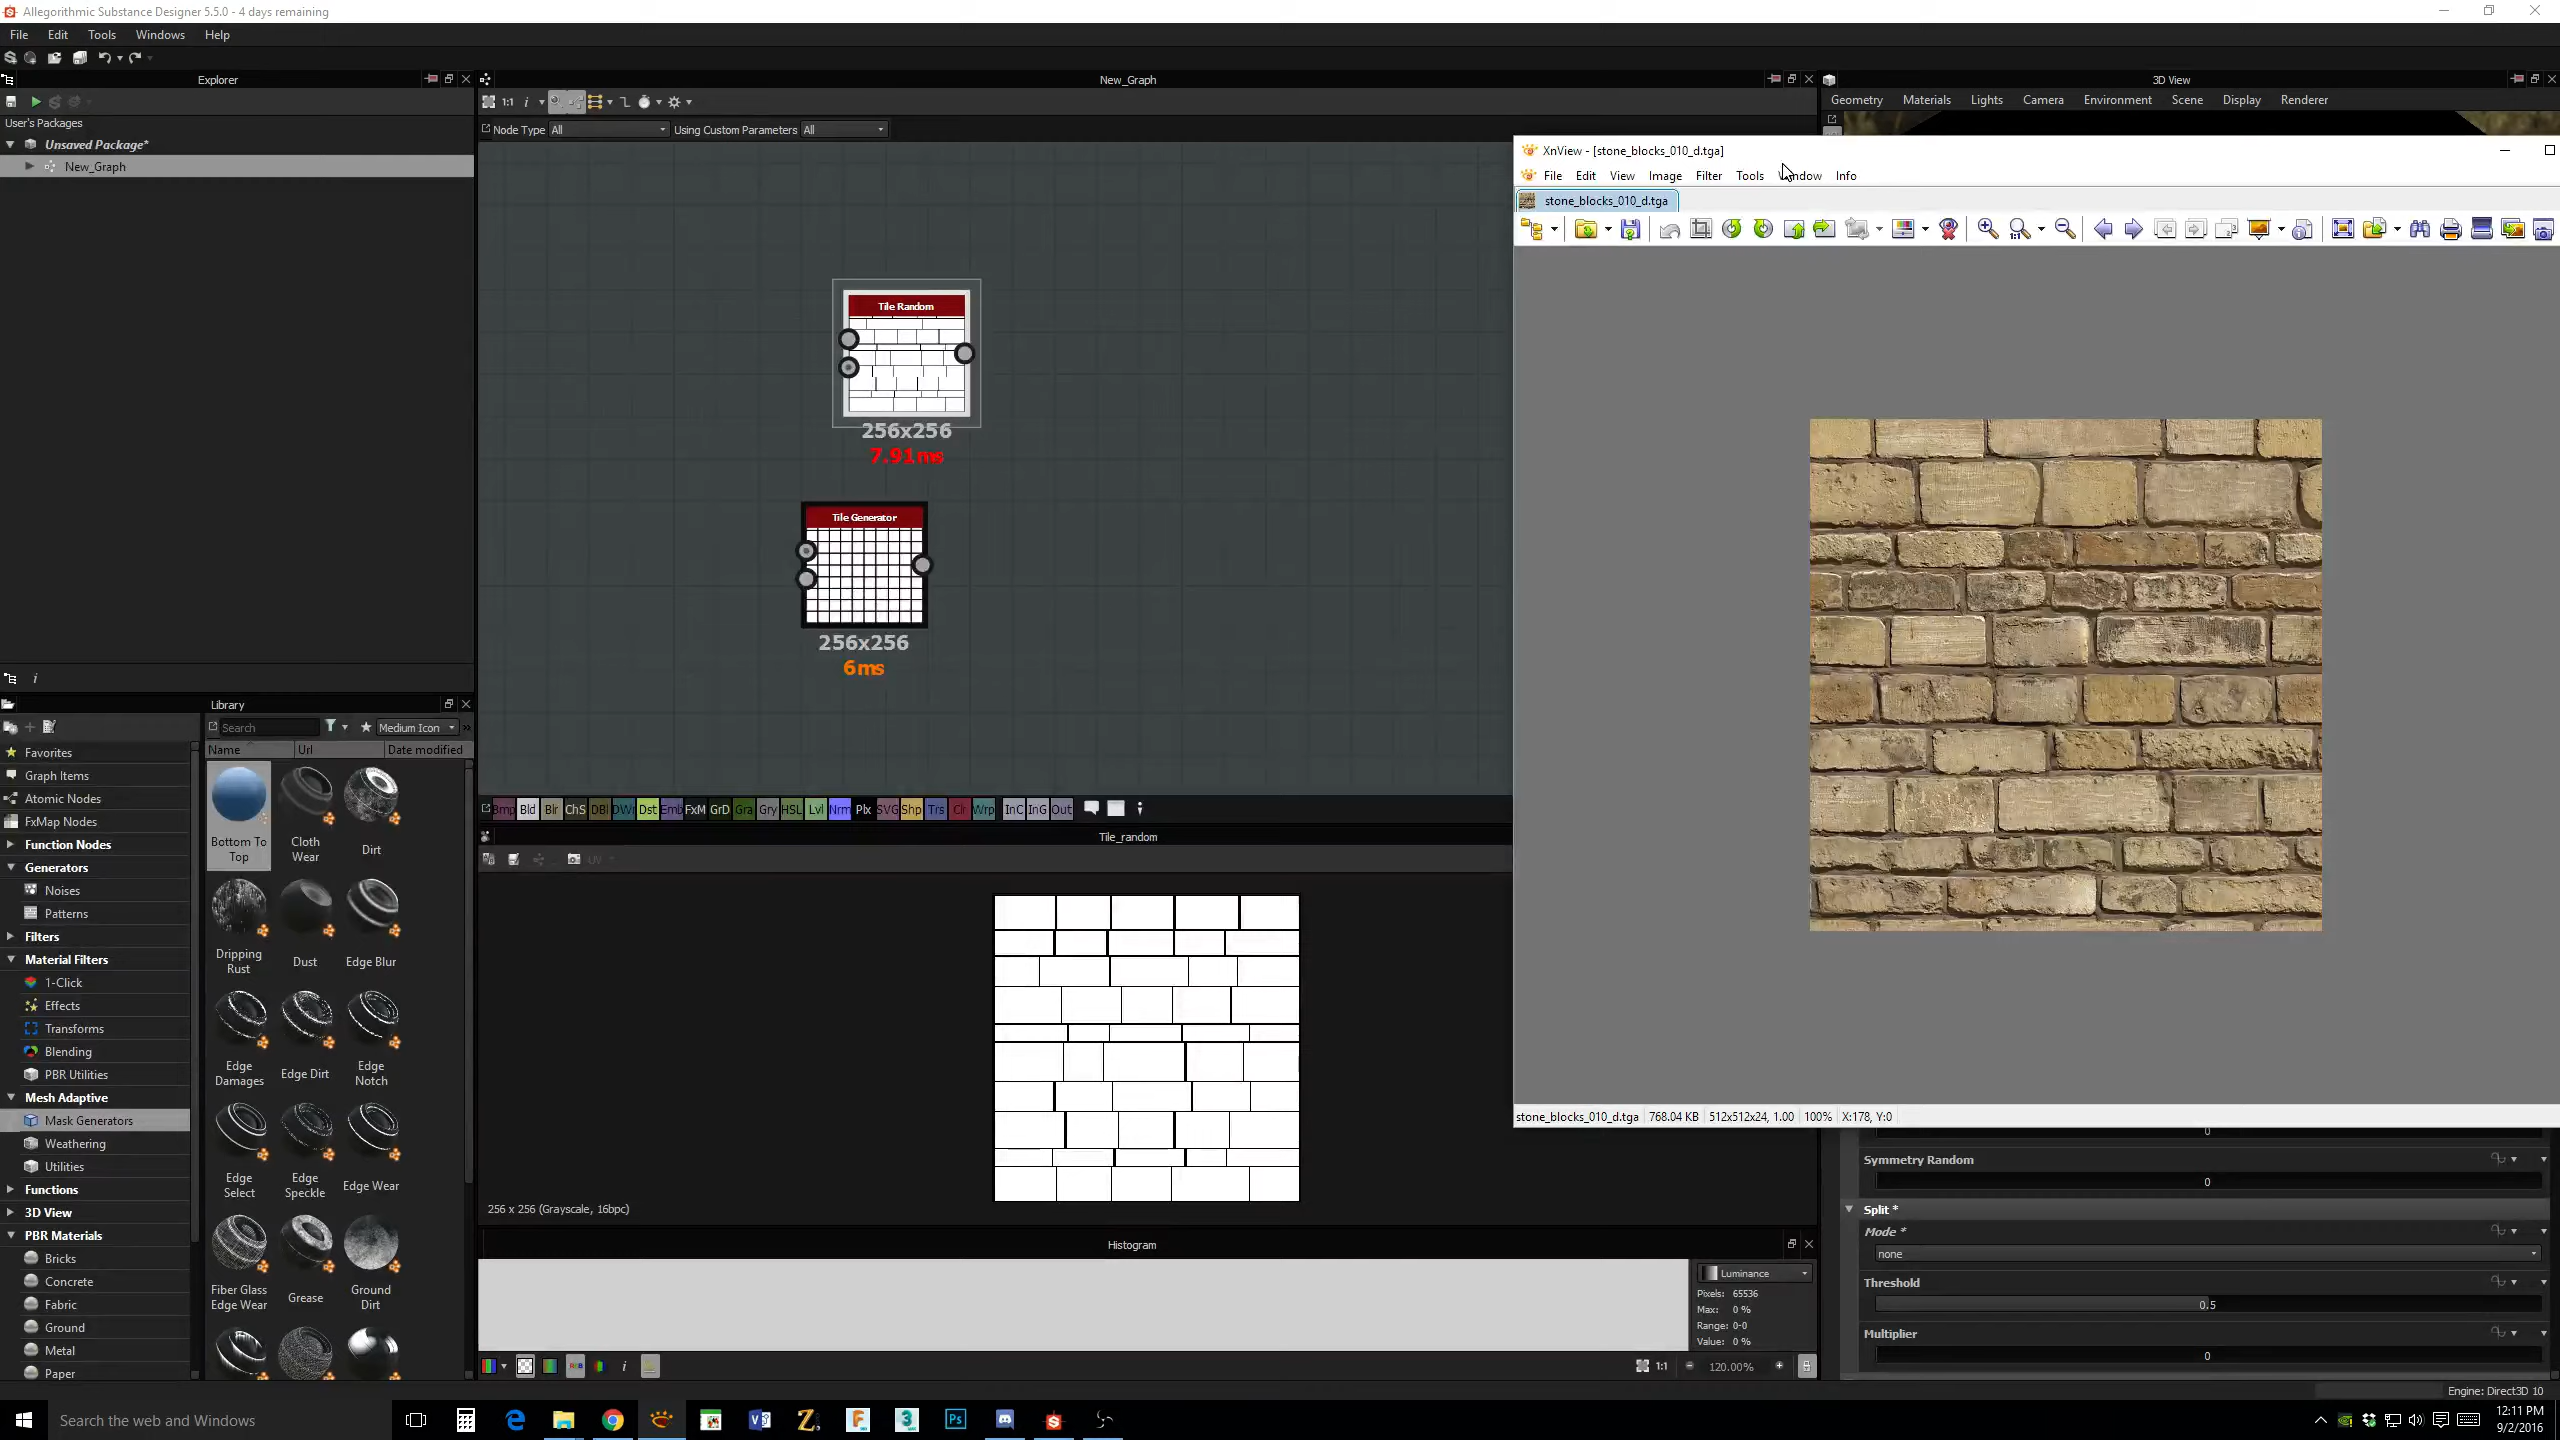 Allegorithmic Substance Designer 5.5.0 - 4 days remaining
File Edit Tools Windows Help
Explorer
User's Packages
Unsaved Package*
New_Graph
New_Graph
1:1
Node Type All Using Custom Parameters All
Tile Random
256x256
7.91ms
Tile Generator
256x256
6ms
Bmp Bld Blr ChS DBl DWr Dst Emb FxM GrD Gra Gry HSL Lvl Nrm Plx SVG Shp Trs Clr Wrp InC InG Out
3D View
Geometry Materials Lights Camera Environment Scene Display Renderer
XnView - [stone_blocks_010_d.tga]
File Edit View Image Filter Tools Window Info
stone_blocks_010_d.tga
stone_blocks_010_d.tga 768.04 KB 512x512x24, 1.00 100% X:178, Y:0
Library
Search Medium Icon
Name Url Date modified
Favorites
Graph Items
Atomic Nodes
FxMap Nodes
Function Nodes
Generators
Noises
Patterns
Filters
Material Filters
1-Click
Effects
Transforms
Blending
PBR Utilities
Mesh Adaptive
Mask Generators
Weathering
Utilities
Functions
3D View
PBR Materials
Bricks
Concrete
Fabric
Ground
Metal
Paper
Bottom To Top
Cloth Wear
Dirt
Dripping Rust
Dust
Edge Blur
Edge Damages
Edge Dirt
Edge Notch
Edge Select
Edge Speckle
Edge Wear
Fiber Glass Edge Wear
Grease
Ground Dirt
Tile_random
UV
256 x 256 (Grayscale, 16bpc)
Histogram
Luminance
Pixels: 65536
Max: 0 %
Range: 0-0
Value: 0 %
1:1 120.00%
0
Symmetry Random
0
Split *
Mode *
none
Threshold
0.5
Multiplier
0
Engine: Direct3D 10
Search the web and Windows
12:11 PM
9/2/2016